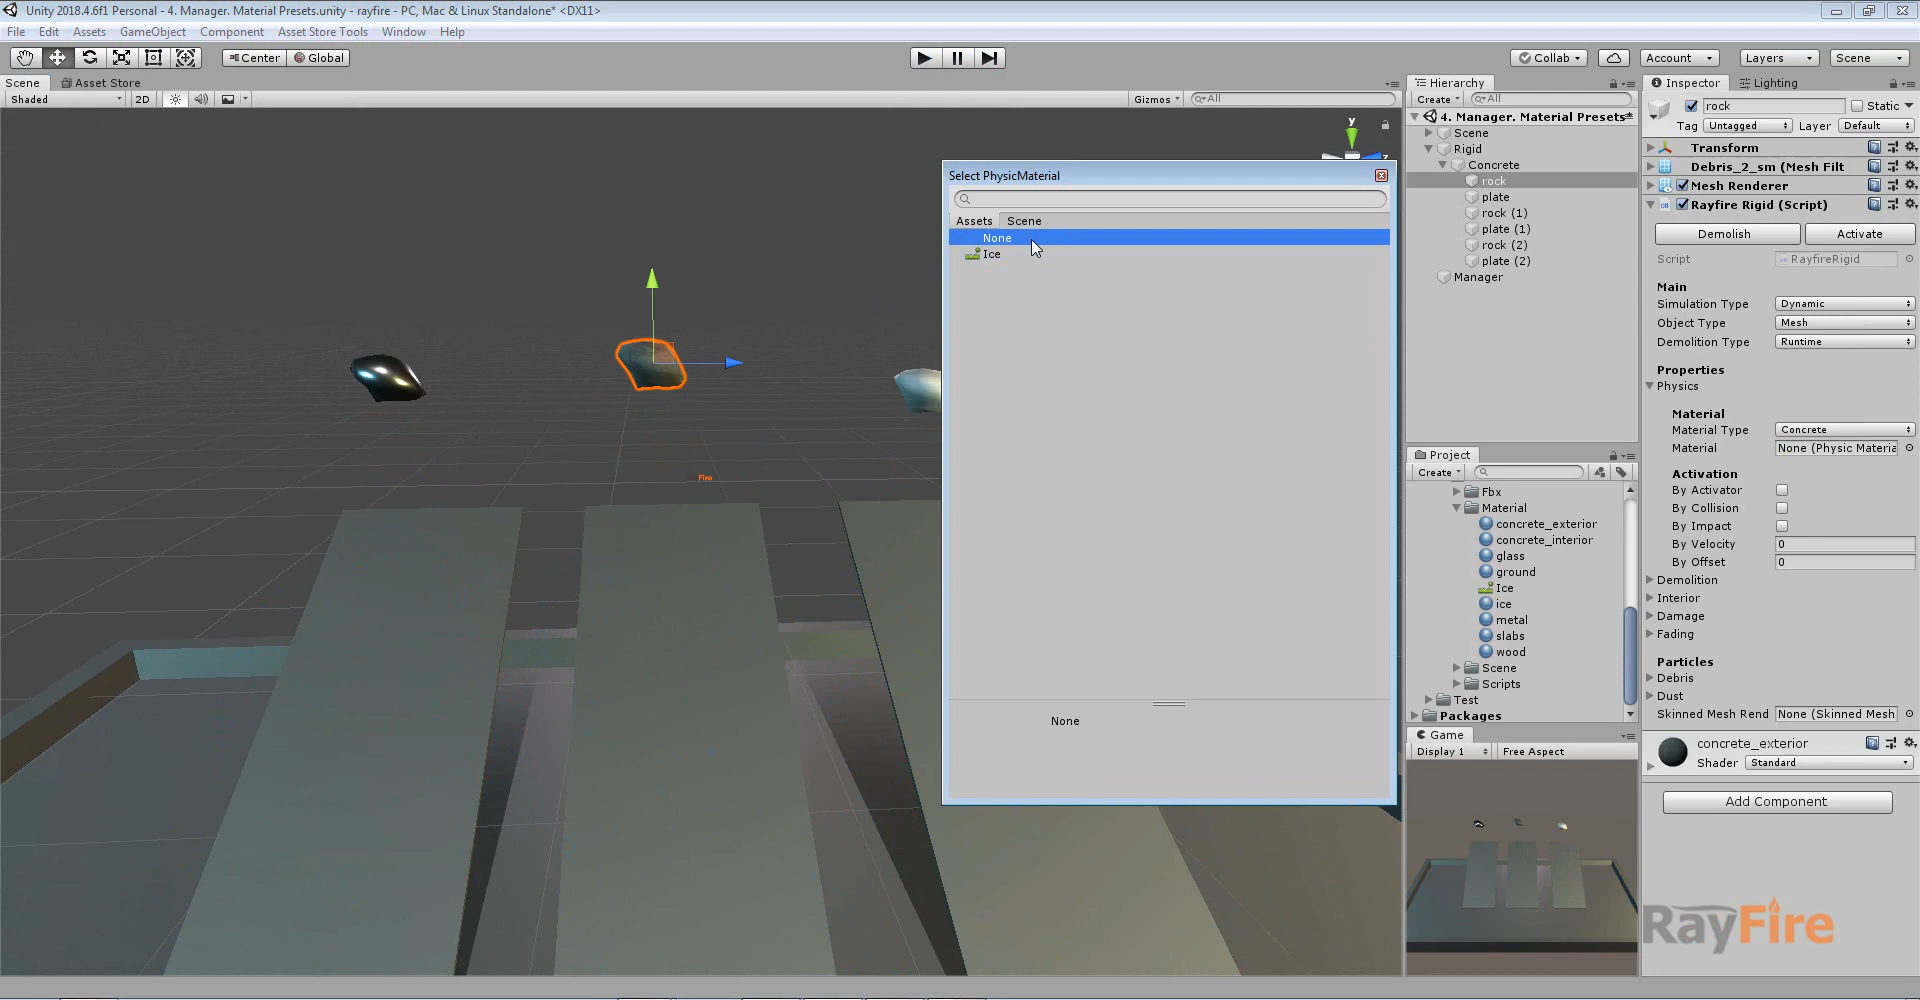 Unity 2018.4.6f1 Personal - 4. Manager. Material Presets.unity - rayfire - PC, Mac & Linux Standalone* <DX11>
File Edit Assets GameObject Component Asset Store Tools Window Help
Center Global Collab Account Layers Scene
Scene Asset Store
Shaded 2D Gizmos All
y
z
Fire
Select PhysicMaterial
Assets Scene
None
Ice
None
Hierarchy
Create All
4. Manager. Material Presets*
Scene
Rigid
Concrete
rock
plate
rock (1)
plate (1)
rock (2)
plate (2)
Manager
Project
Create
Fbx
Material
concrete_exterior
concrete_interior
glass
ground
Ice
ice
metal
slabs
wood
Scene
Scripts
Test
Packages
Game
Display 1 Free Aspect
Inspector Lighting
rock Static
Tag Untagged Layer Default
Transform
Debris_2_sm (Mesh Filt
Mesh Renderer
Rayfire Rigid (Script)
Demolish Activate
Script RayfireRigid
Main
Simulation Type Dynamic
Object Type Mesh
Demolition Type Runtime
Properties
Physics
Material
Material Type Concrete
Material None (Physic Materia
Activation
By Activator
By Collision
By Impact
By Velocity 0
By Offset 0
Demolition
Interior
Damage
Fading
Particles
Debris
Dust
Skinned Mesh Rend None (Skinned Mesh
concrete_exterior
Shader Standard
Add Component
RayFire